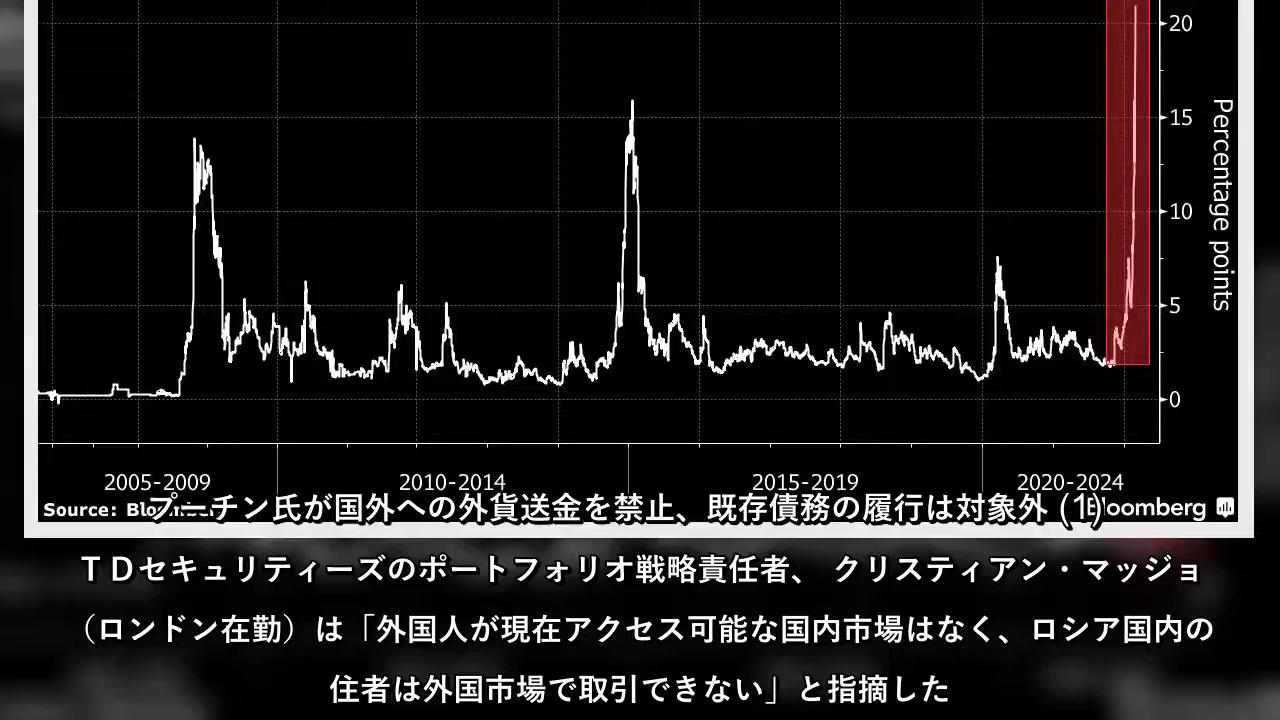 20
15
10
5
0
Percentage points
2005-2009
2010-2014
2015-2019
2020-2024
Source:
プーチン氏が国外への外貨送金を禁止、既存債務の履行は対象外 (1)
Bloomberg
ＴＤセキュリティーズのポートフォリオ戦略責任者、 クリスティアン・マッジョ
（ロンドン在勤）は「外国人が現在アクセス可能な国内市場はなく、ロシア国内の
住者は外国市場で取引できない」と指摘した